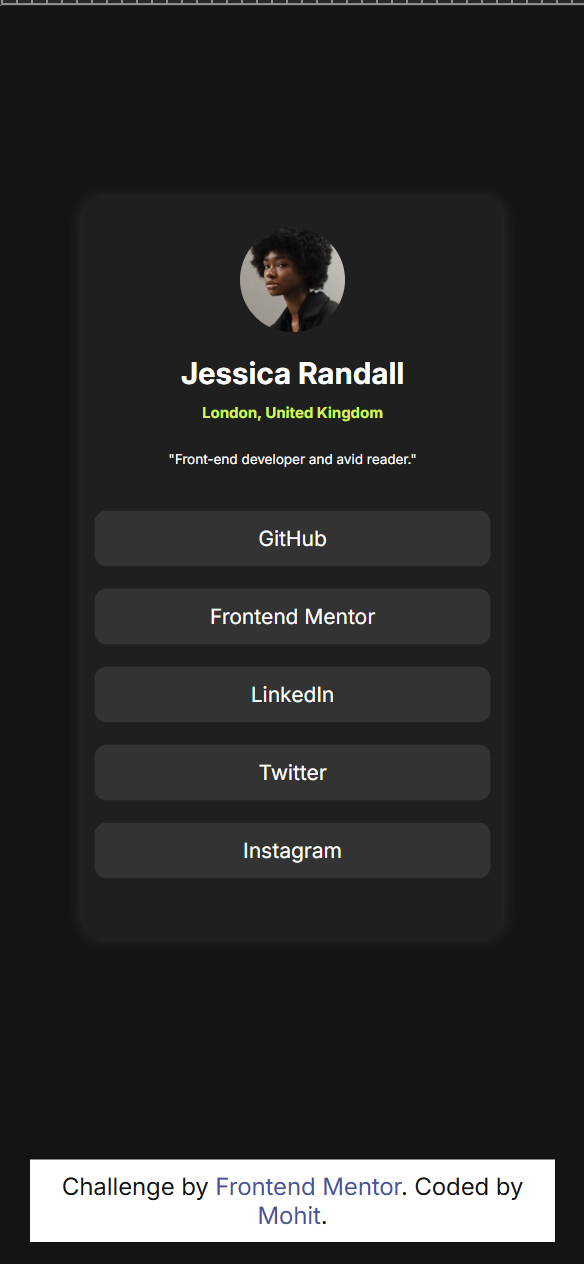 Jessica Randall
London, United Kingdom
"Front-end developer and avid reader."
GitHub
Frontend Mentor
LinkedIn
Twitter
Instagram
Challenge by Frontend Mentor. Coded by
Mohit.